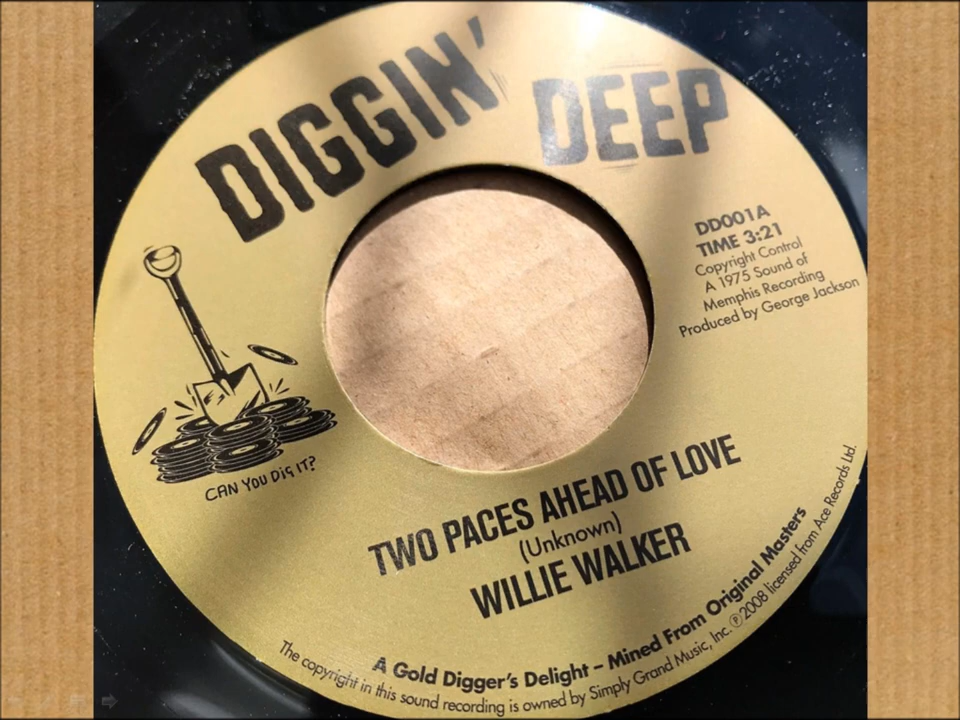 DIGGIN' DEEP
DD001A
TIME 3:21
Copyright Control
A 1975 Sound of
Memphis Recording
Produced by George Jackson
CAN YOU DIG IT?
TWO PACES AHEAD OF LOVE
(Unknown)
WILLIE WALKER
A Gold Digger's Delight – Mined From Original Masters
The copyright in this sound recording is owned by Simply Grand Music, Inc. ℗2008 licensed from Ace Records Ltd.